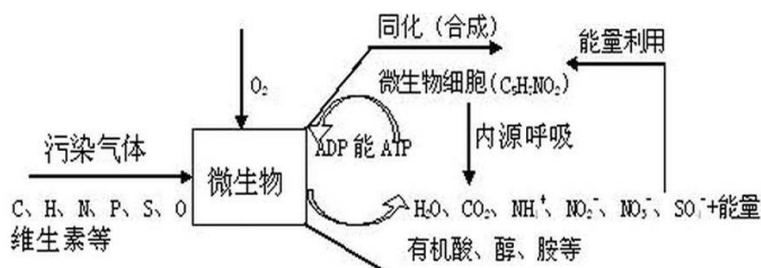 同化（合成）
能量利用
O₂
微生物细胞(C₅H₇NO₂)
污染气体
ADP 能 ATP
内源呼吸
微生物
C、H、N、P、S、O
H₂O、CO₂、NH₄⁺、NO₂⁻、NO₃⁻、SO₄⁻+能量
维生素等
有机酸、醇、胺等